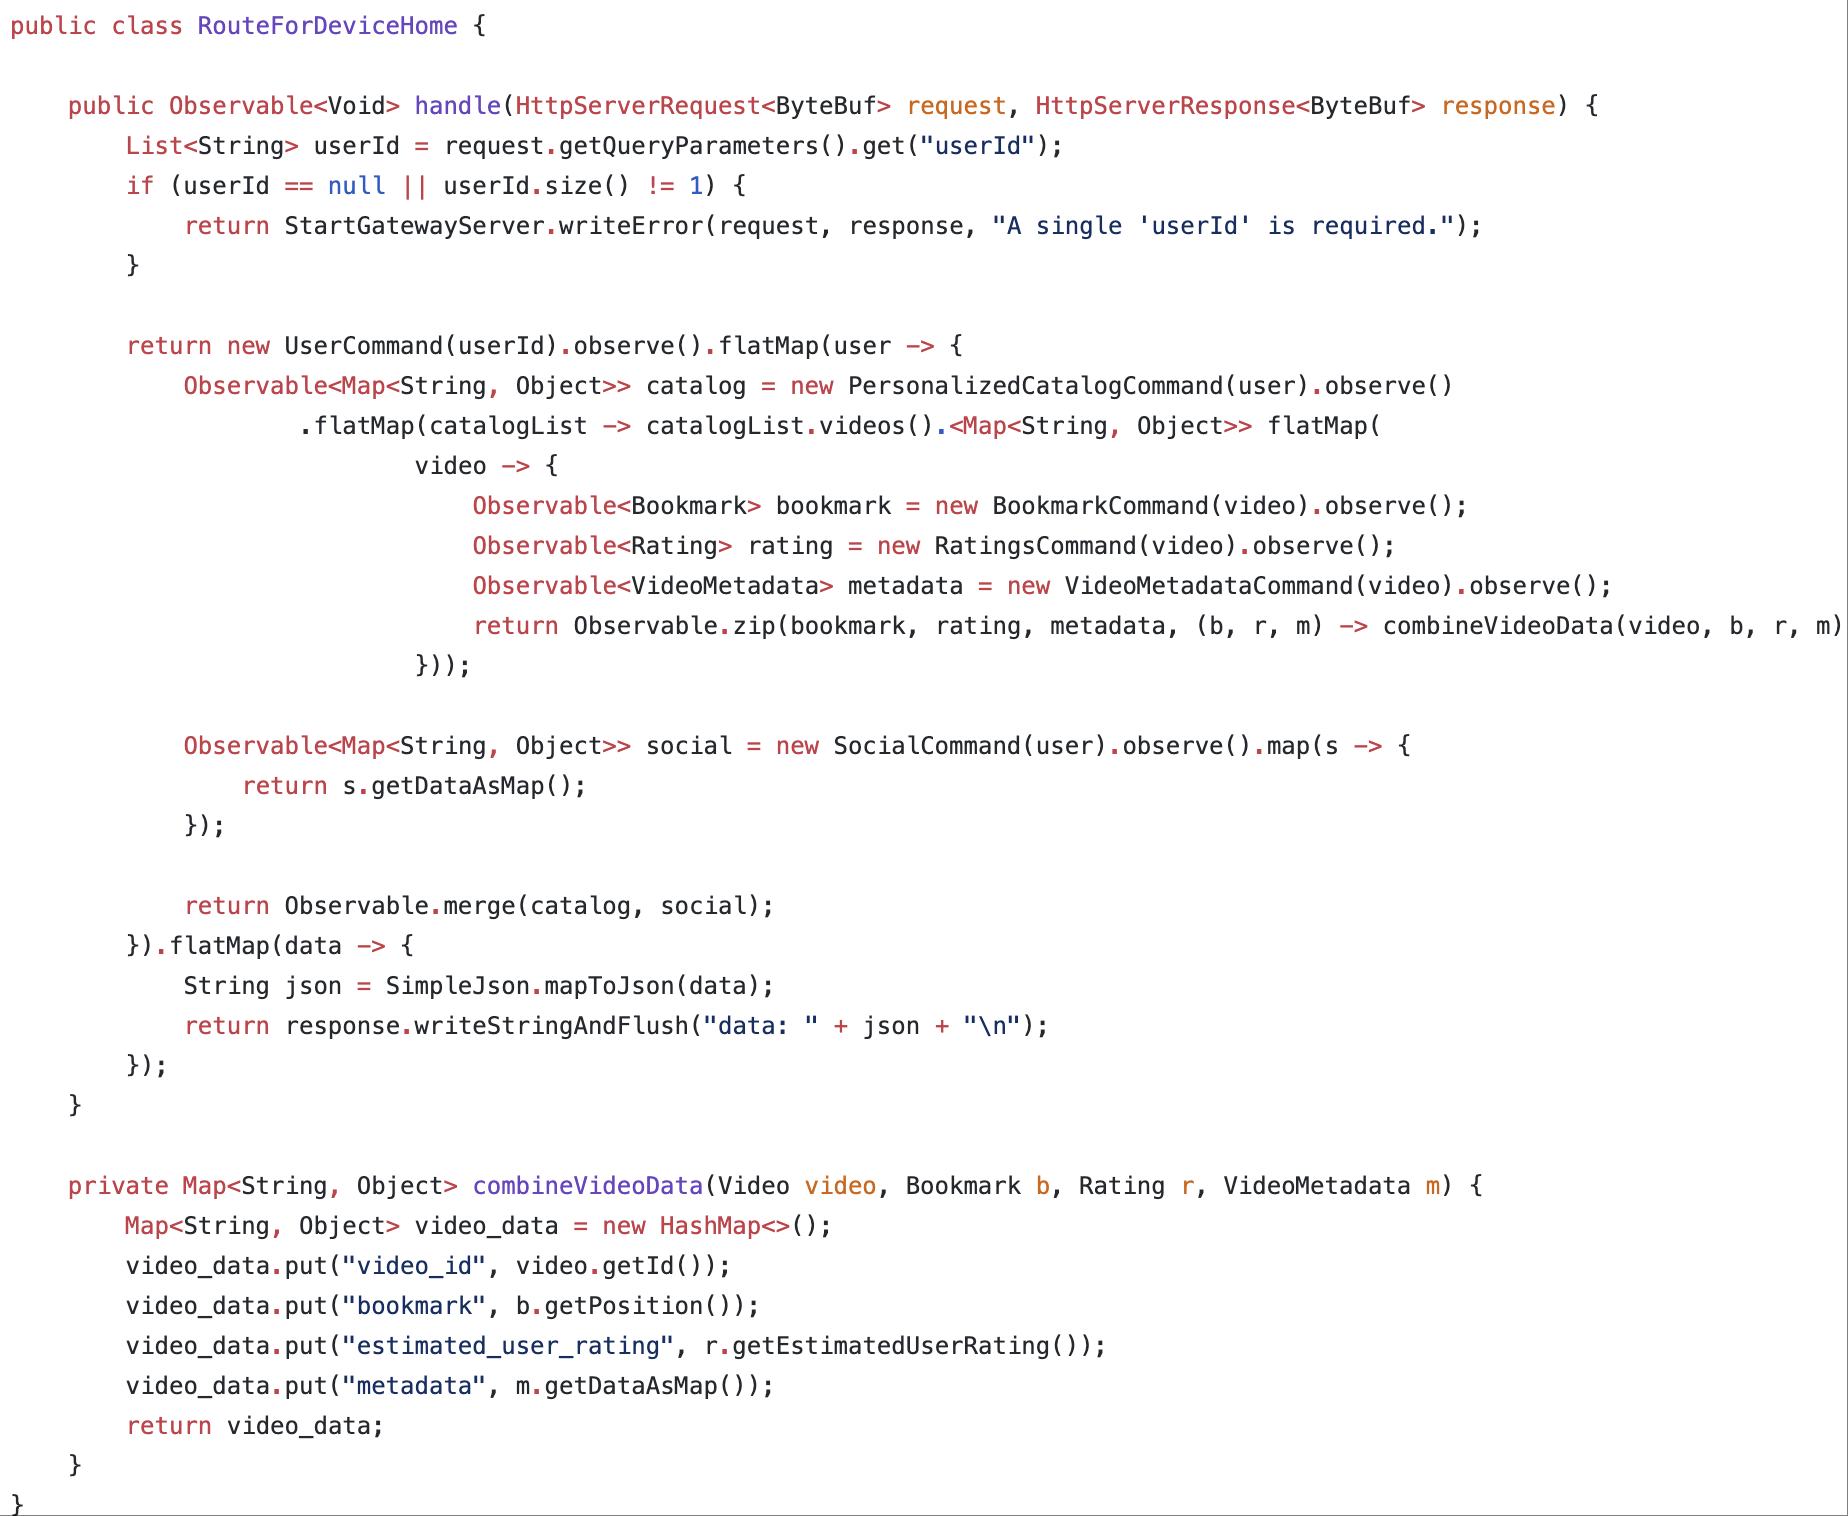 public class RouteForDeviceHome {
public Observable<Void> handle(HttpServerRequest<ByteBuf> request, HttpServerResponse<ByteBuf> response) {
List<String> userId = request.getQueryParameters().get("userId");
if (userId == null || userId.size() != 1) {
return StartGatewayServer.writeError(request, response, "A single 'userId' is required.");
}
return new UserCommand(userId).observe().flatMap(user -> {
Observable<Map<String, Object>> catalog = new PersonalizedCatalogCommand(user).observe()
.flatMap(catalogList -> catalogList.videos().<Map<String, Object>> flatMap(
video -> {
Observable<Bookmark> bookmark = new BookmarkCommand(video).observe();
Observable<Rating> rating = new RatingsCommand(video).observe();
Observable<VideoMetadata> metadata = new VideoMetadataCommand(video).observe();
return Observable.zip(bookmark, rating, metadata, (b, r, m) -> combineVideoData(video, b, r, m)
}));
Observable<Map<String, Object>> social = new SocialCommand(user).observe().map(s -> {
return s.getDataAsMap();
});
return Observable.merge(catalog, social);
}).flatMap(data -> {
String json = SimpleJson.mapToJson(data);
return response.writeStringAndFlush("data: " + json + "\n");
});
}
private Map<String, Object> combineVideoData(Video video, Bookmark b, Rating r, VideoMetadata m) {
Map<String, Object> video_data = new HashMap<>();
video_data.put("video_id", video.getId());
video_data.put("bookmark", b.getPosition());
video_data.put("estimated_user_rating", r.getEstimatedUserRating());
video_data.put("metadata", m.getDataAsMap());
return video_data;
}
}